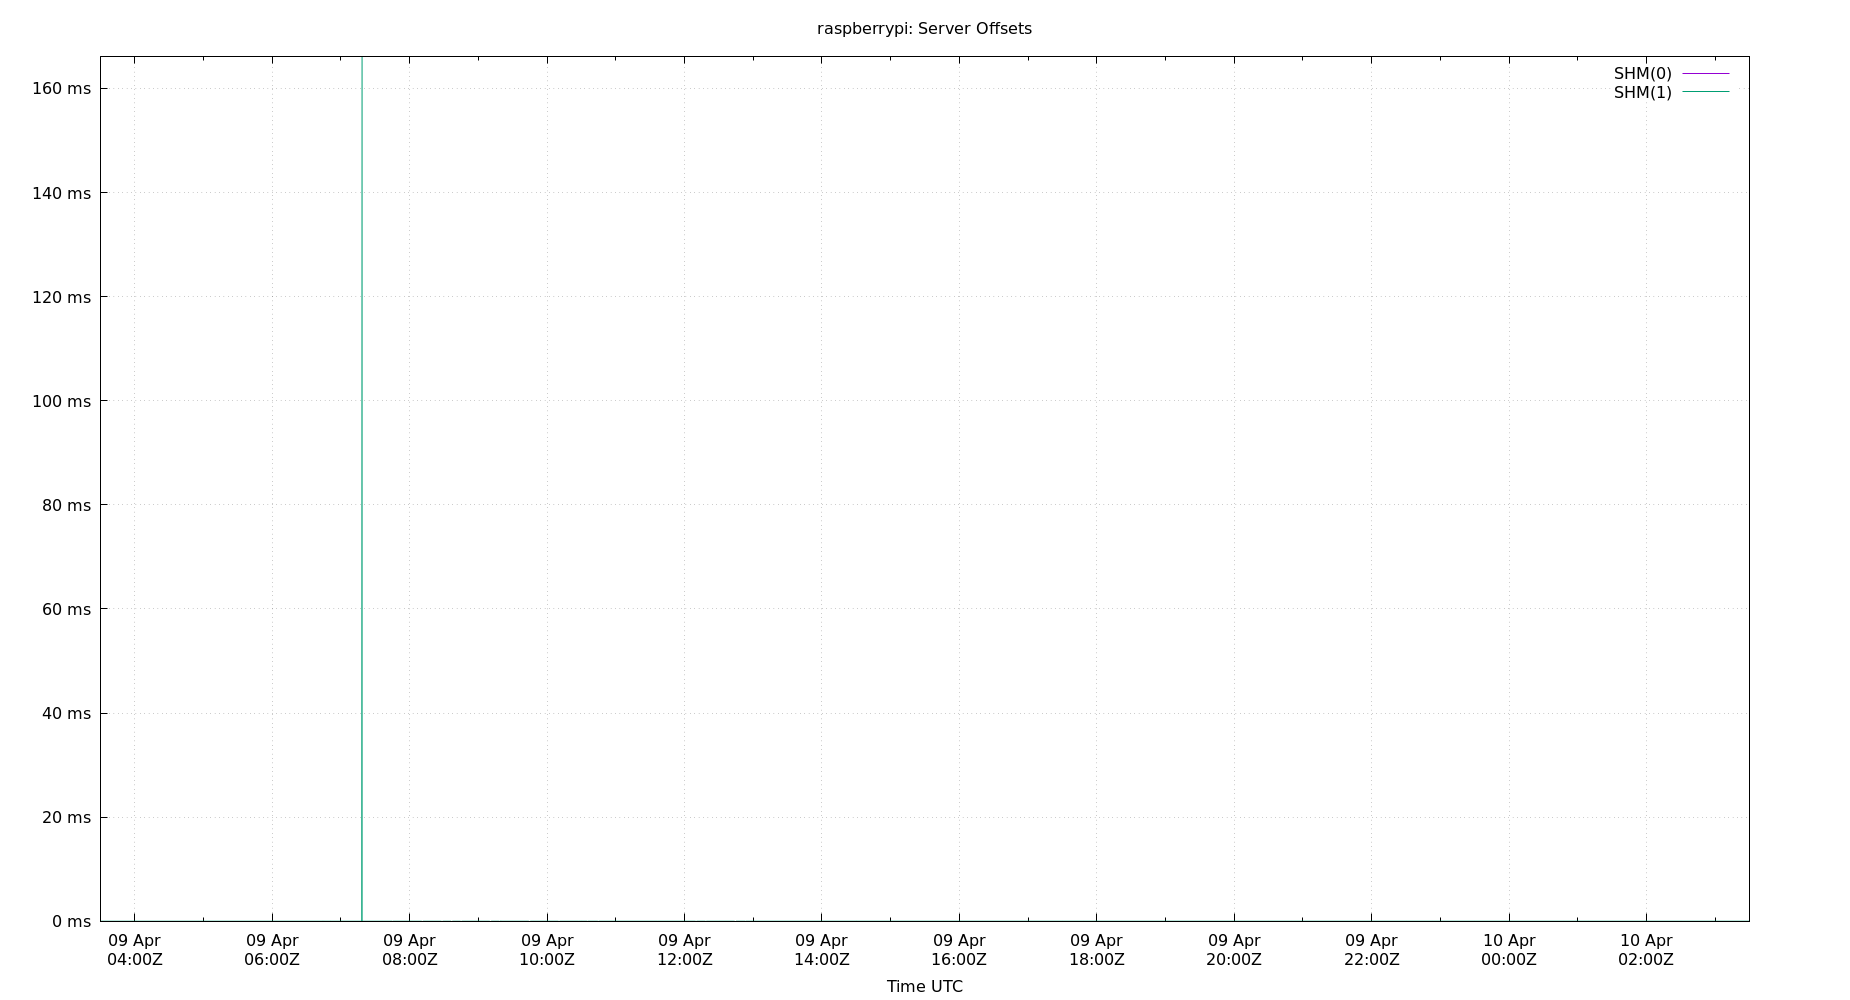 raspberrypi: Server Offsets
SHM(0)
SHM(1)
160 ms
140 ms
120 ms
100 ms
80 ms
60 ms
40 ms
20 ms
0 ms
09 Apr 09 Apr 09 Apr 09 Apr 09 Apr 09 Apr 09 Apr 09 Apr 09 Apr 09 Apr 10 Apr 10 Apr
04:00Z 06:00Z 08:00Z 10:00Z 12:00Z 14:00Z 16:00Z 18:00Z 20:00Z 22:00Z 00:00Z 02:00Z
Time UTC